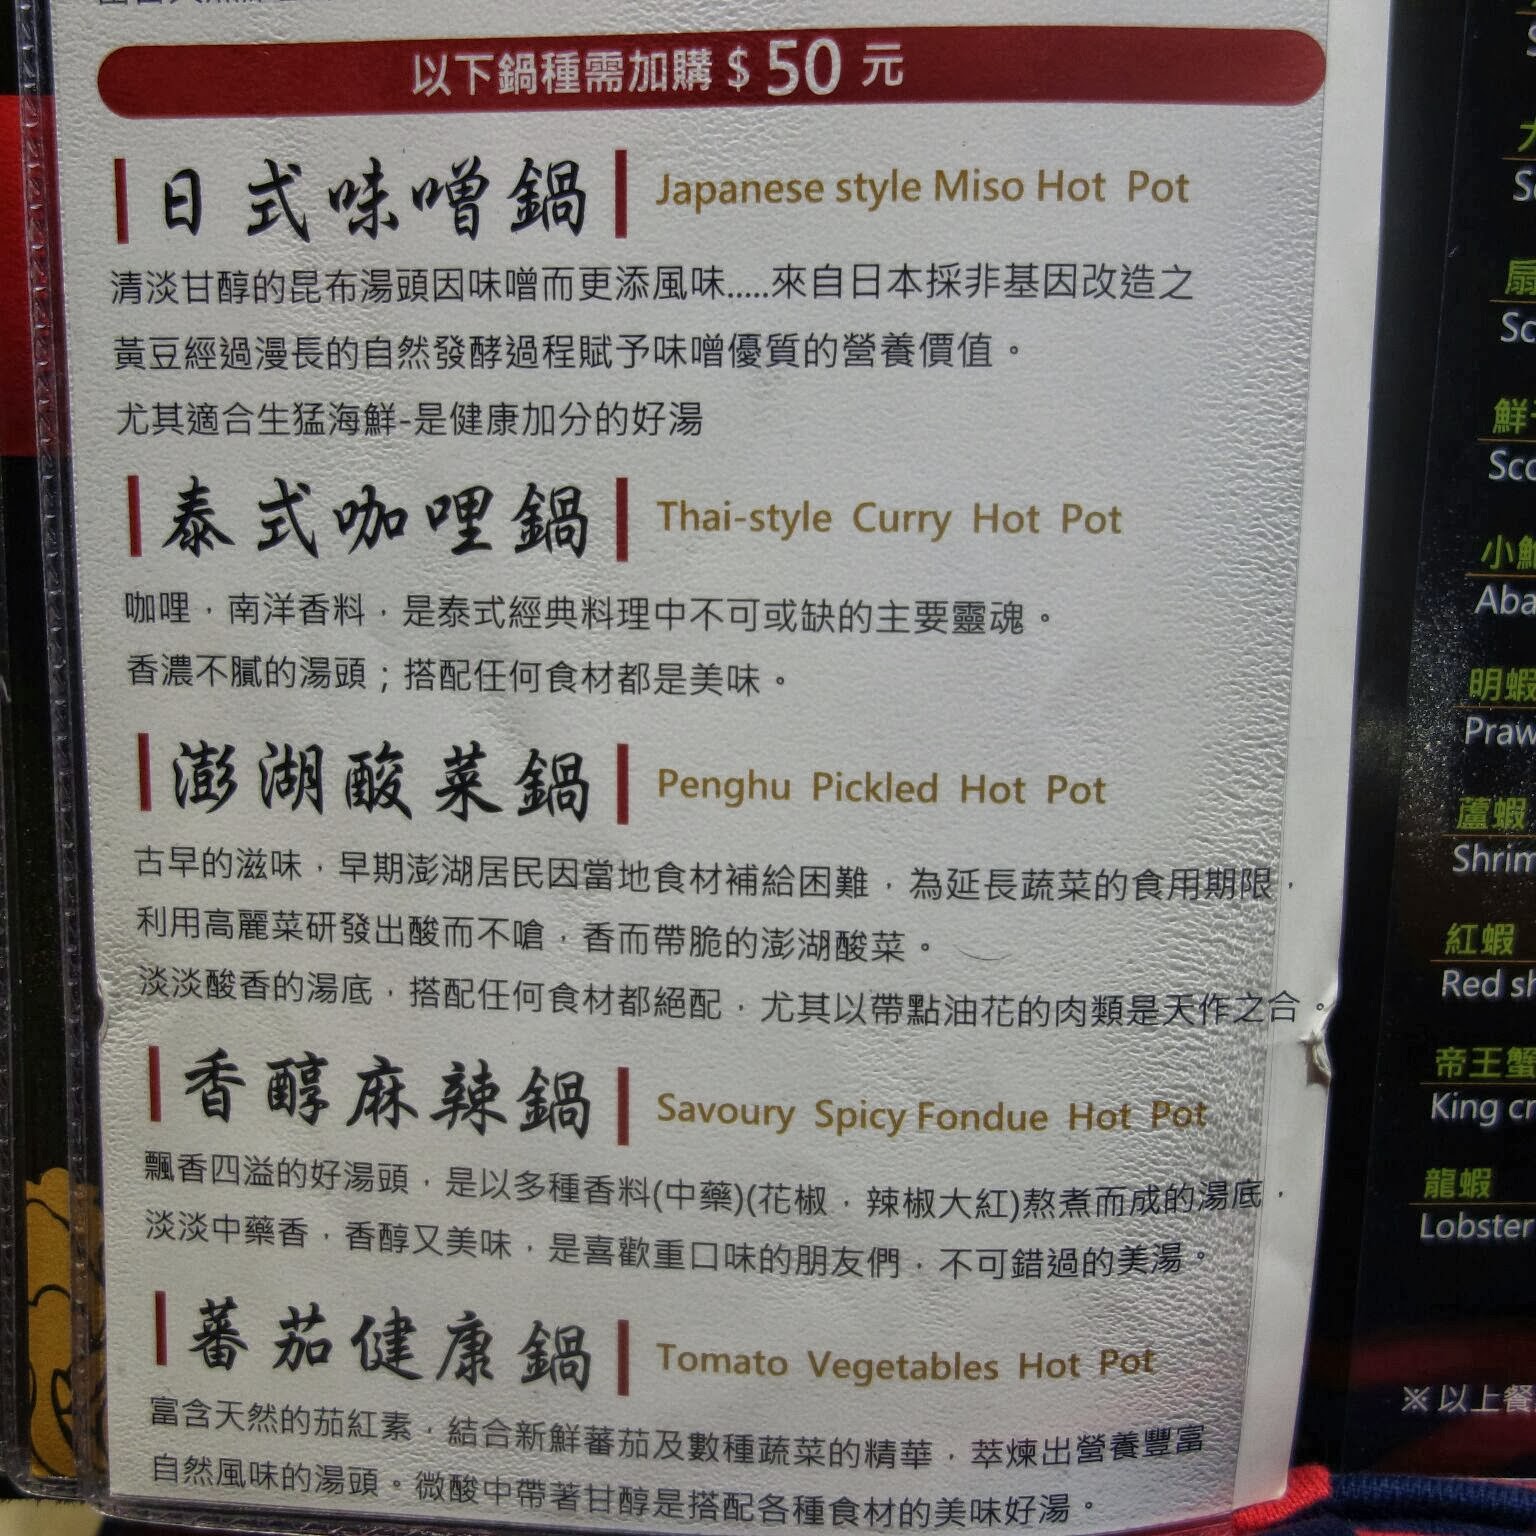 以下鍋種需加購 $ 50 元
日式味噌鍋 Japanese style Miso Hot Pot
清淡甘醇的昆布湯頭因味噌而更添風味.....來自日本採非基因改造之
黃豆經過漫長的自然發酵過程賦予味噌優質的營養價值。
尤其適合生猛海鮮-是健康加分的好湯
泰式咖哩鍋 Thai-style Curry Hot Pot
咖哩，南洋香料，是泰式經典料理中不可或缺的主要靈魂。
香濃不膩的湯頭；搭配任何食材都是美味。
澎湖酸菜鍋 Penghu Pickled Hot Pot
古早的滋味，早期澎湖居民因當地食材補給困難，為延長蔬菜的食用期限，
利用高麗菜研發出酸而不嗆，香而帶脆的澎湖酸菜。
淡淡酸香的湯底，搭配任何食材都絕配，尤其以帶點油花的肉類是天作之合。
香醇麻辣鍋 Savoury Spicy Fondue Hot Pot
飄香四溢的好湯頭，是以多種香料(中藥)(花椒，辣椒大紅)熬煮而成的湯底，
淡淡中藥香，香醇又美味，是喜歡重口味的朋友們，不可錯過的美湯。
蕃茄健康鍋 Tomato Vegetables Hot Pot
富含天然的茄紅素，結合新鮮蕃茄及數種蔬菜的精華，萃煉出營養豐富
自然風味的湯頭。微酸中帶著甘醇是搭配各種食材的美味好湯。
明蝦
蘆蝦
紅蝦
Red
帝王蟹
King
龍蝦
Lobster
※以上餐